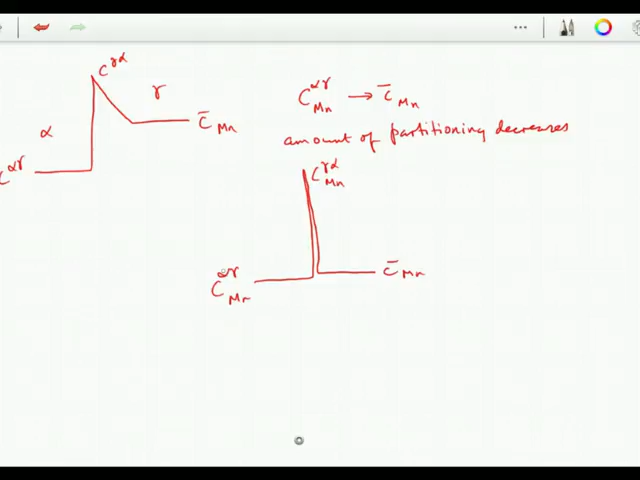 C^γα
γ
α
C̄_Mn
C^αγ
C^αγ_Mn → C̄_Mn
amount of partitioning decreases
C^γα_Mn
C^αγ_Mn
C̄_Mn